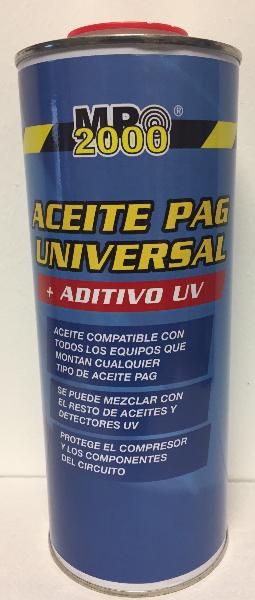 MRO®
2000
ACEITE PAG
UNIVERSAL
+ ADITIVO UV
ACEITE COMPATIBLE CON
TODOS LOS EQUIPOS QUE
MONTAN CUALQUIER
TIPO DE ACEITE PAG
SE PUEDE MEZCLAR CON
EL RESTO DE ACEITES Y
DETECTORES UV
PROTEGE EL COMPRESOR
Y LOS COMPONENTES
DEL CIRCUITO